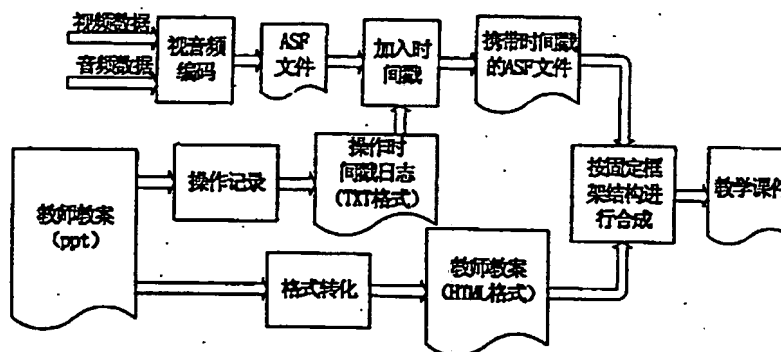 视频数据
音频数据
视音频
编码
ASF
文件
加入时
间戳
携带时间戳
的ASF文件
教师教案
(ppt)
操作记录
操作时
间戳日志
(TXT格式)
按固定框
架结构进
行合成
教学课件
格式转化
教师教案
(HTML格式)